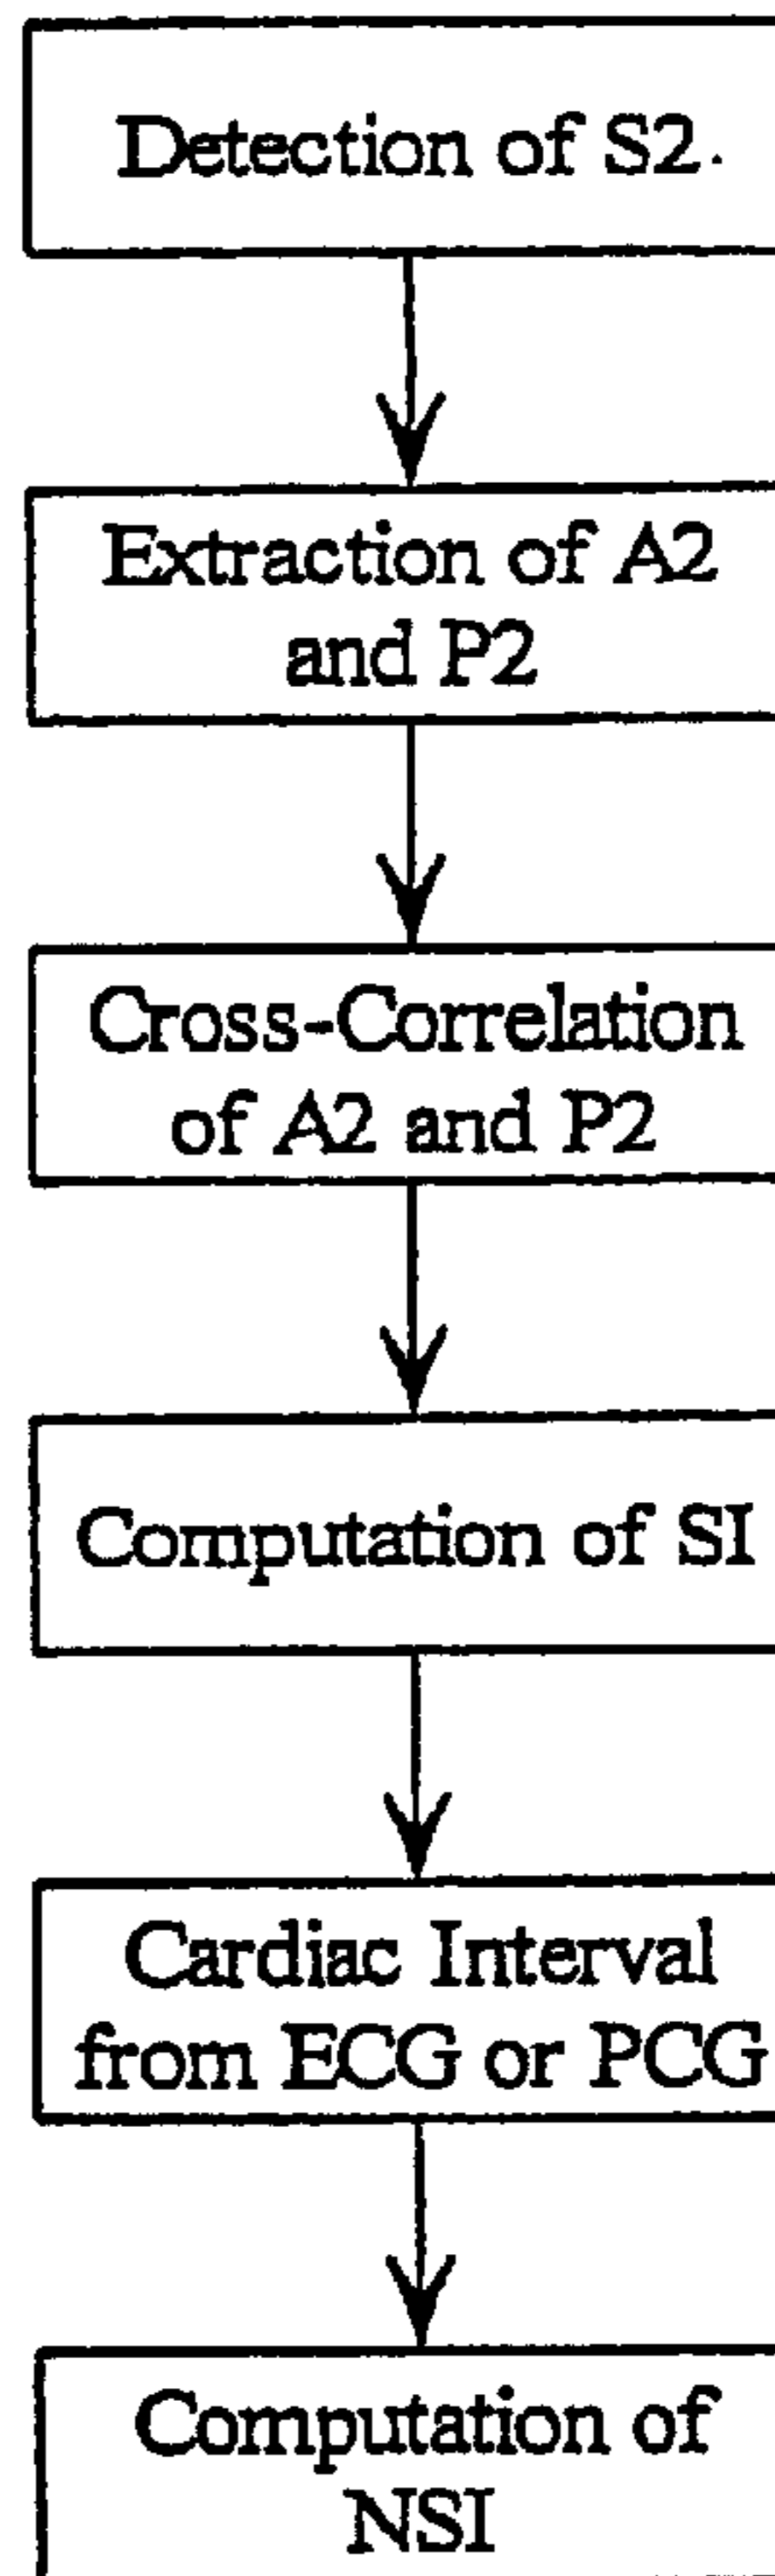 Detection of S2.
Extraction of A2
and P2
Cross-Correlation
of A2 and P2
Computation of SI
Cardiac Interval
from ECG or PCG
Computation of
NSI